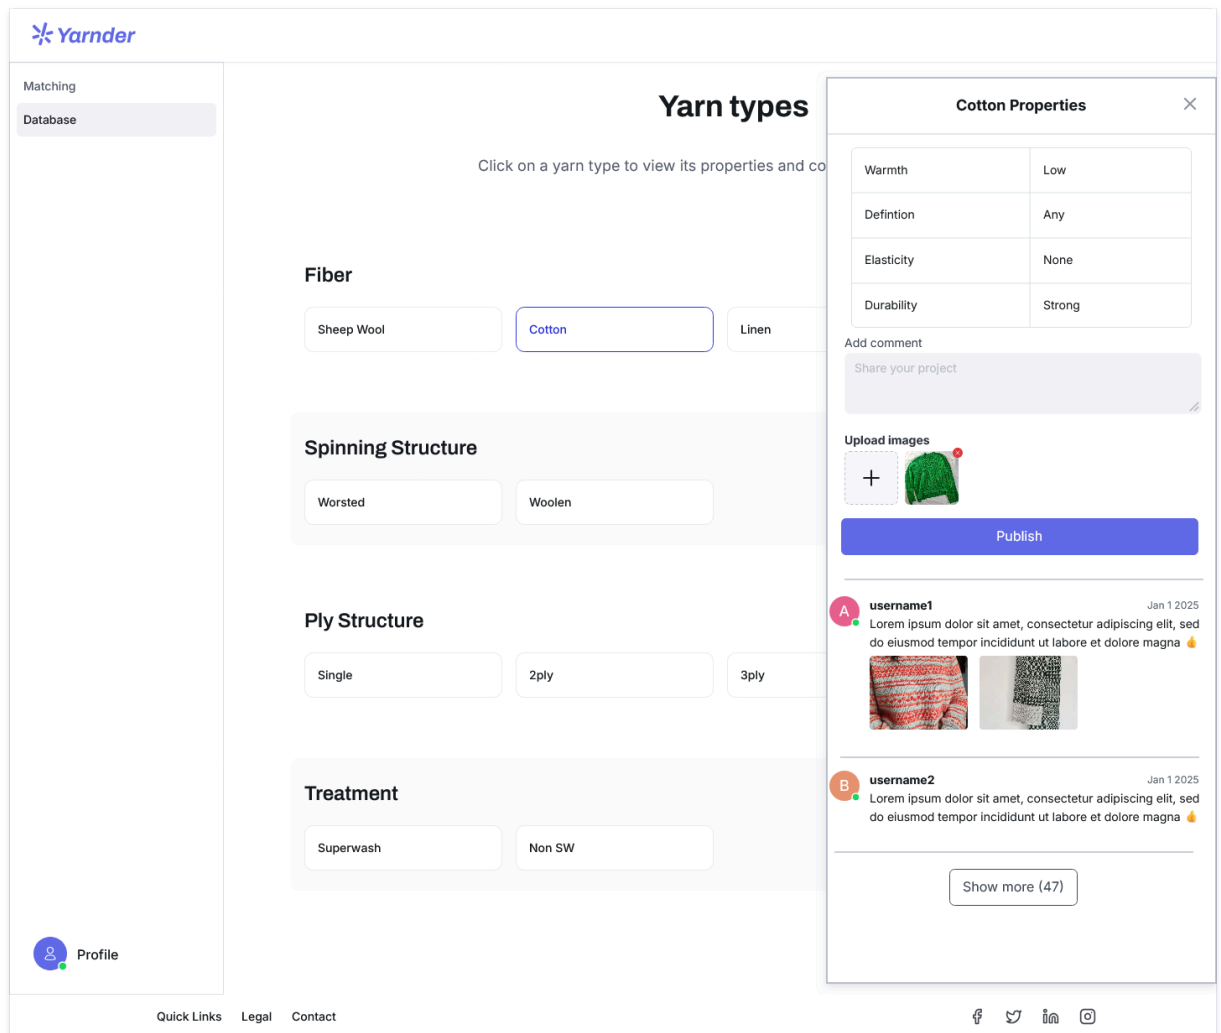 Yarnder
Matching
Database
Profile
Yarn types
Click on a yarn type to view its properties and co
Fiber
Sheep Wool
Cotton
Linen
Spinning Structure
Worsted
Woolen
Ply Structure
Single
2ply
3ply
Treatment
Superwash
Non SW
Cotton Properties
Warmth Low
Defintion Any
Elasticity None
Durability Strong
Add comment
Share your project
Upload images
Publish
A
username1 Jan 1 2025
Lorem ipsum dolor sit amet, consectetur adipiscing elit, sed
do eiusmod tempor incididunt ut labore et dolore magna 👍
B
username2 Jan 1 2025
Lorem ipsum dolor sit amet, consectetur adipiscing elit, sed
do eiusmod tempor incididunt ut labore et dolore magna 👍
Show more (47)
Quick Links Legal Contact